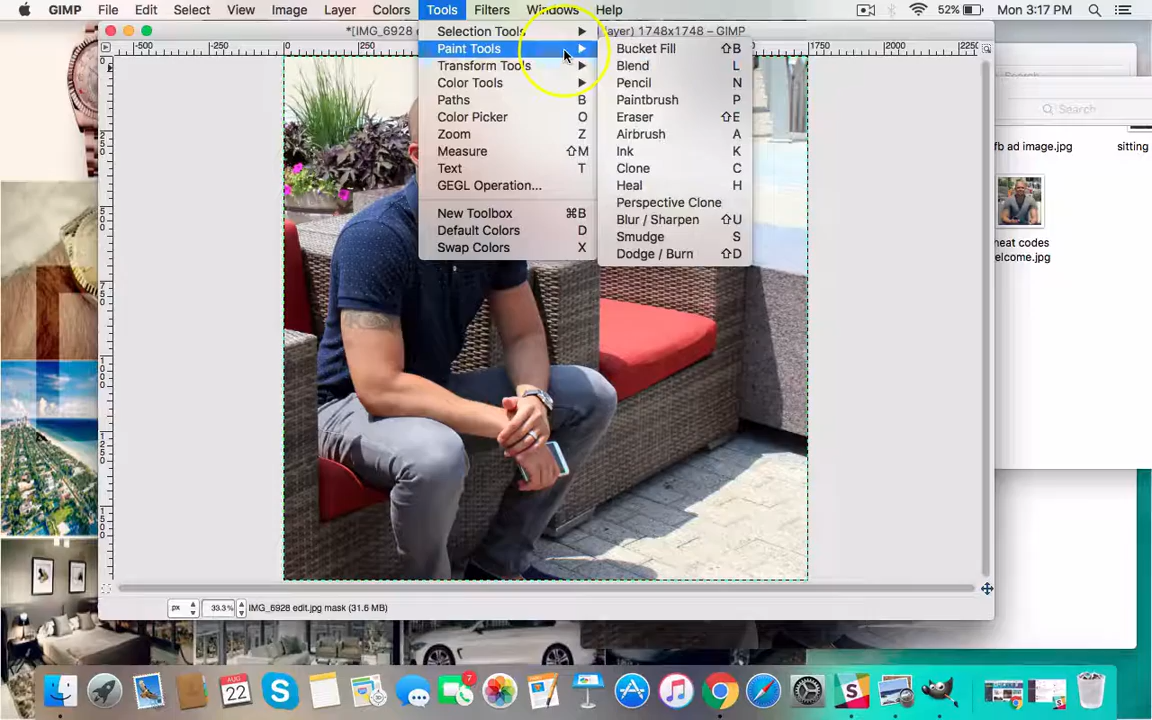 GIMP File Edit Select View Image Layer Colors Tools Filters Windows Help 52% Mon 3:17 PM
*[IMG_6928 layer) 1748x1748 – GIMP
-500 -250 0 250 1750 2000 2250
Selection Tools
Paint Tools
Transform Tools
Color Tools
Paths B
Color Picker O
Zoom Z
Measure ⇧M
Text T
GEGL Operation...
New Toolbox ⌘B
Default Colors D
Swap Colors X
Bucket Fill ⇧B
Blend L
Pencil N
Paintbrush P
Eraser ⇧E
Airbrush A
Ink K
Clone C
Heal H
Perspective Clone
Blur / Sharpen ⇧U
Smudge S
Dodge / Burn ⇧D
Search
Search
fb ad image.jpg sitting
heat codes
elcome.jpg
px 33.3% IMG_6928 edit.jpg mask (31.6 MB)
AUG
22
7